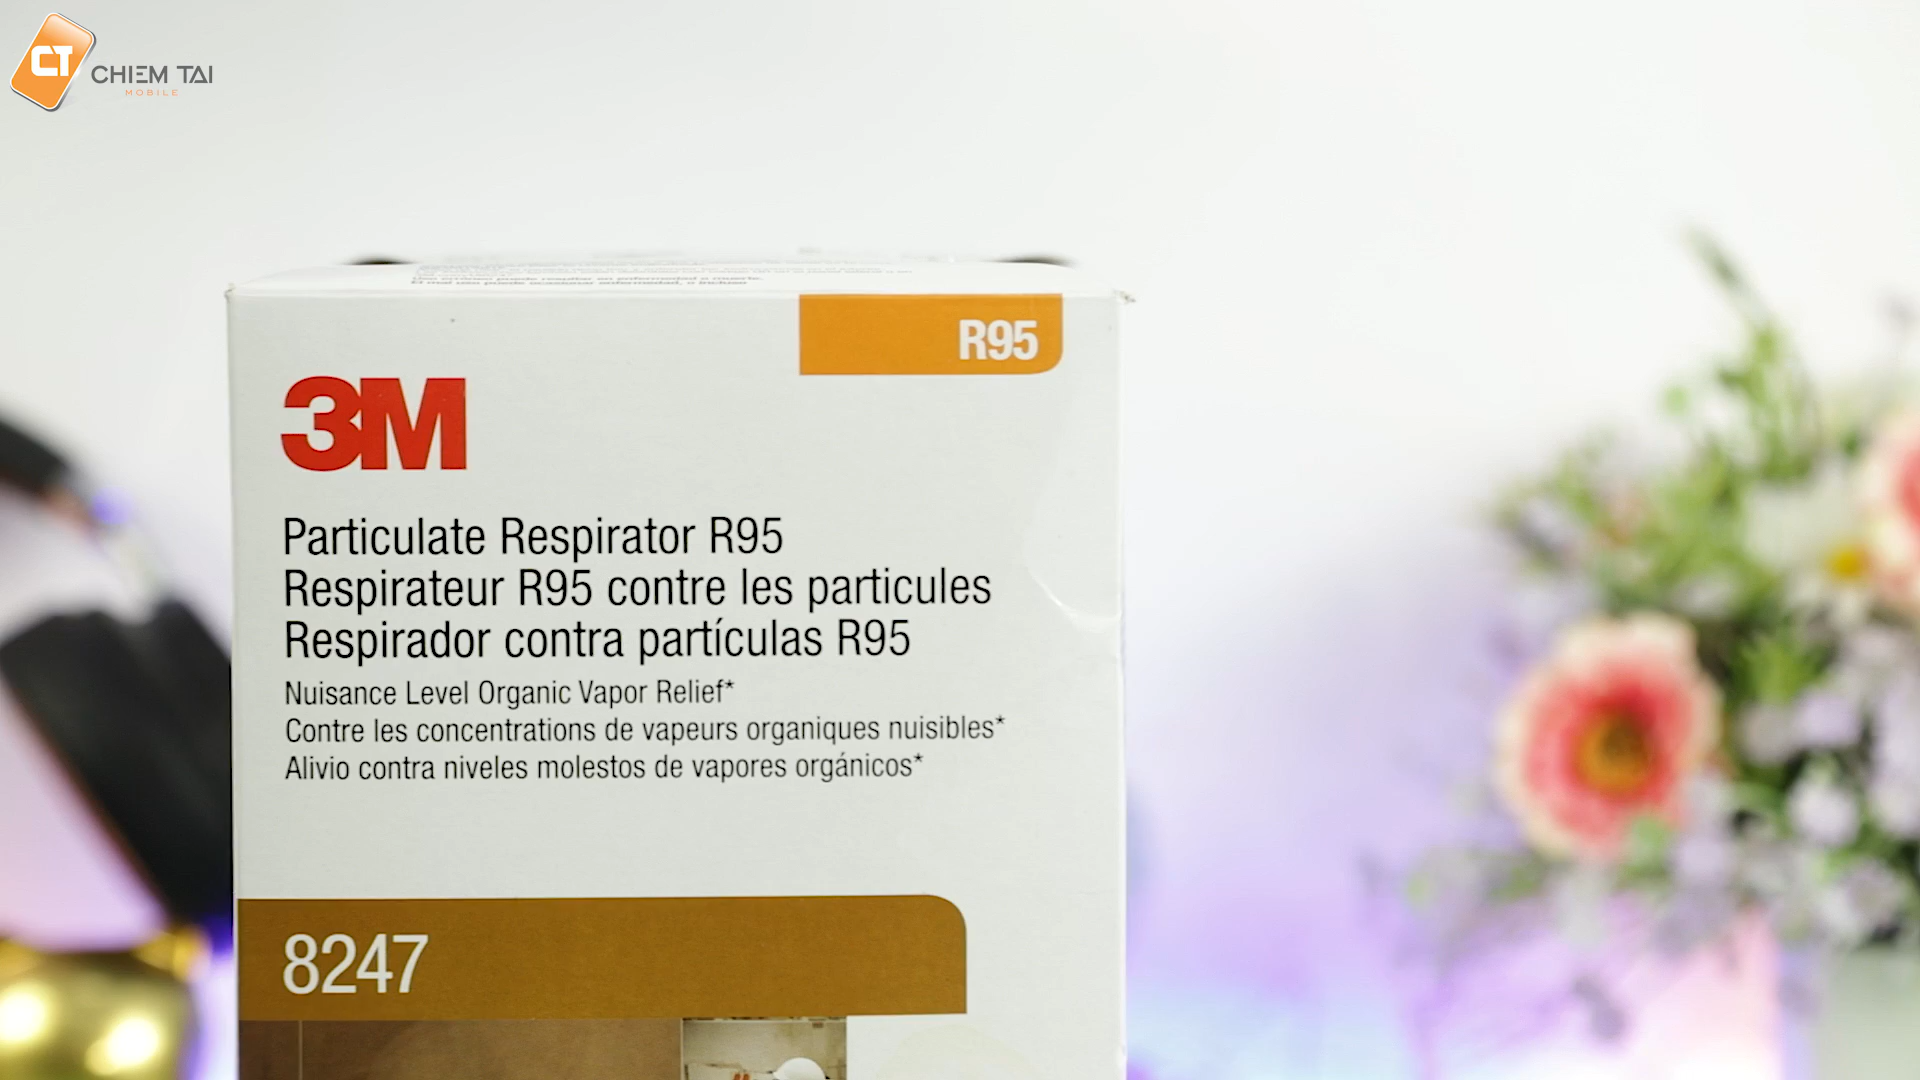 CT
CHIEM TAI
MOBILE
R95
3M
Particulate Respirator R95
Respirateur R95 contre les particules
Respirador contra partículas R95
Nuisance Level Organic Vapor Relief*
Contre les concentrations de vapeurs organiques nuisibles*
Alivio contra niveles molestos de vapores orgánicos*
8247